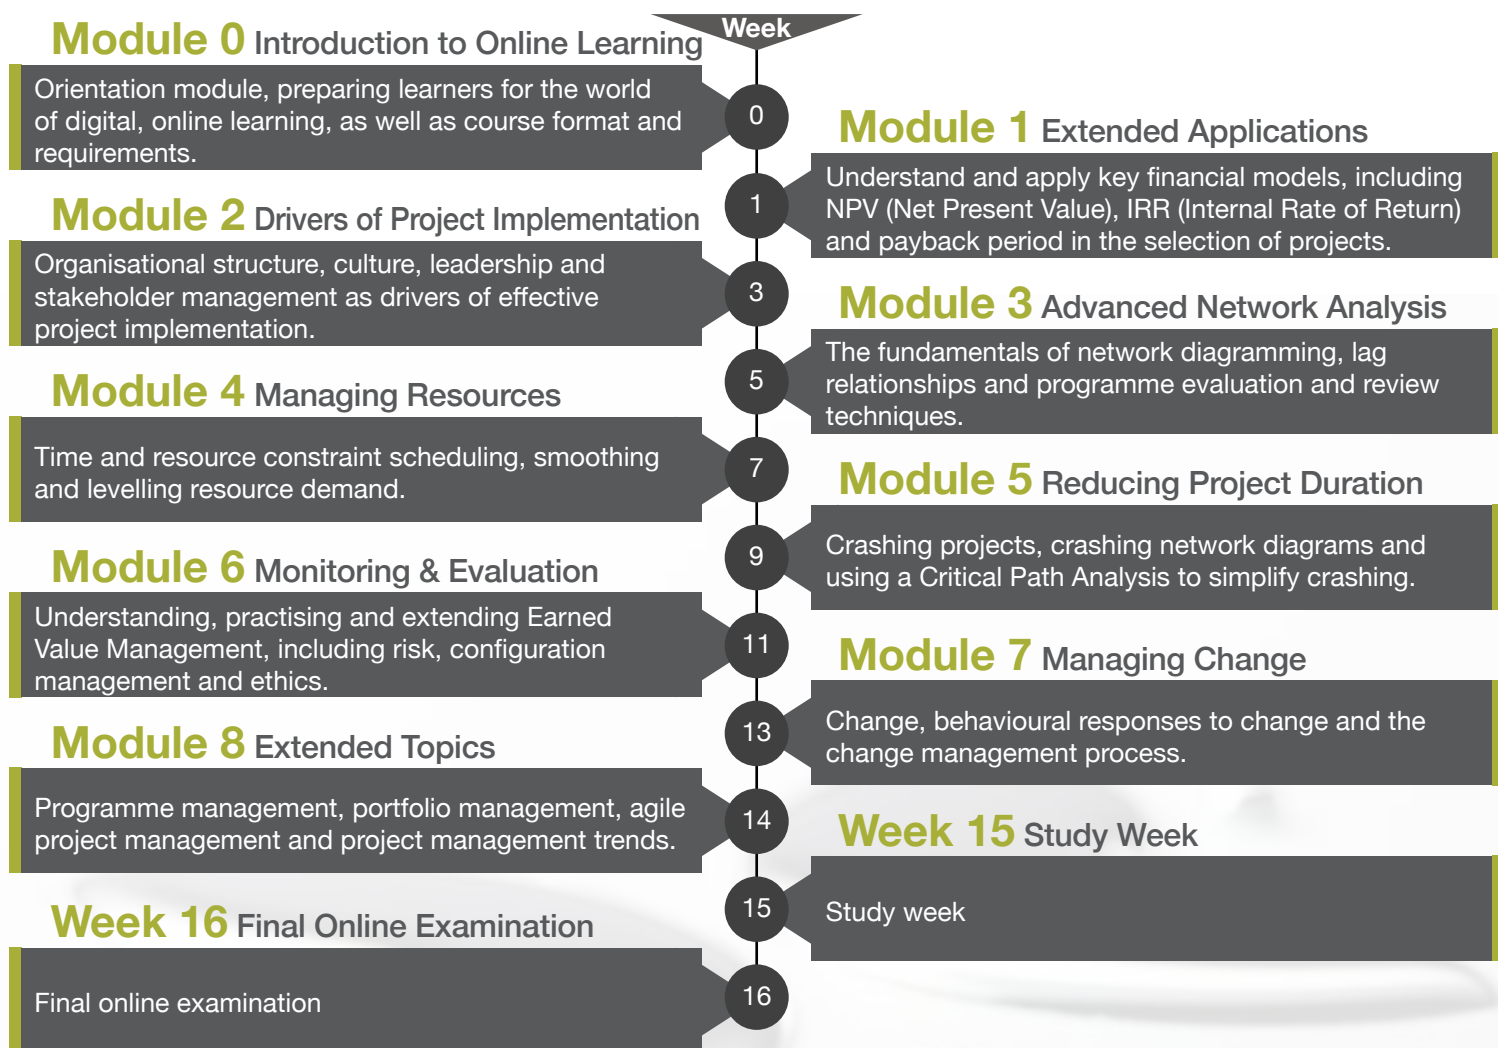 Week
Module 0 Introduction to Online Learning
Orientation module, preparing learners for the world
of digital, online learning, as well as course format and
requirements.
0
Module 1 Extended Applications
Understand and apply key financial models, including
NPV (Net Present Value), IRR (Internal Rate of Return)
and payback period in the selection of projects.
1
Module 2 Drivers of Project Implementation
Organisational structure, culture, leadership and
stakeholder management as drivers of effective
project implementation.
3
Module 3 Advanced Network Analysis
The fundamentals of network diagramming, lag
relationships and programme evaluation and review
techniques.
5
Module 4 Managing Resources
Time and resource constraint scheduling, smoothing
and levelling resource demand.
7
Module 5 Reducing Project Duration
Crashing projects, crashing network diagrams and
using a Critical Path Analysis to simplify crashing.
9
Module 6 Monitoring & Evaluation
Understanding, practising and extending Earned
Value Management, including risk, configuration
management and ethics.
11
Module 7 Managing Change
Change, behavioural responses to change and the
change management process.
13
Module 8 Extended Topics
Programme management, portfolio management, agile
project management and project management trends.
14
Week 15 Study Week
Study week
15
Week 16 Final Online Examination
Final online examination
16